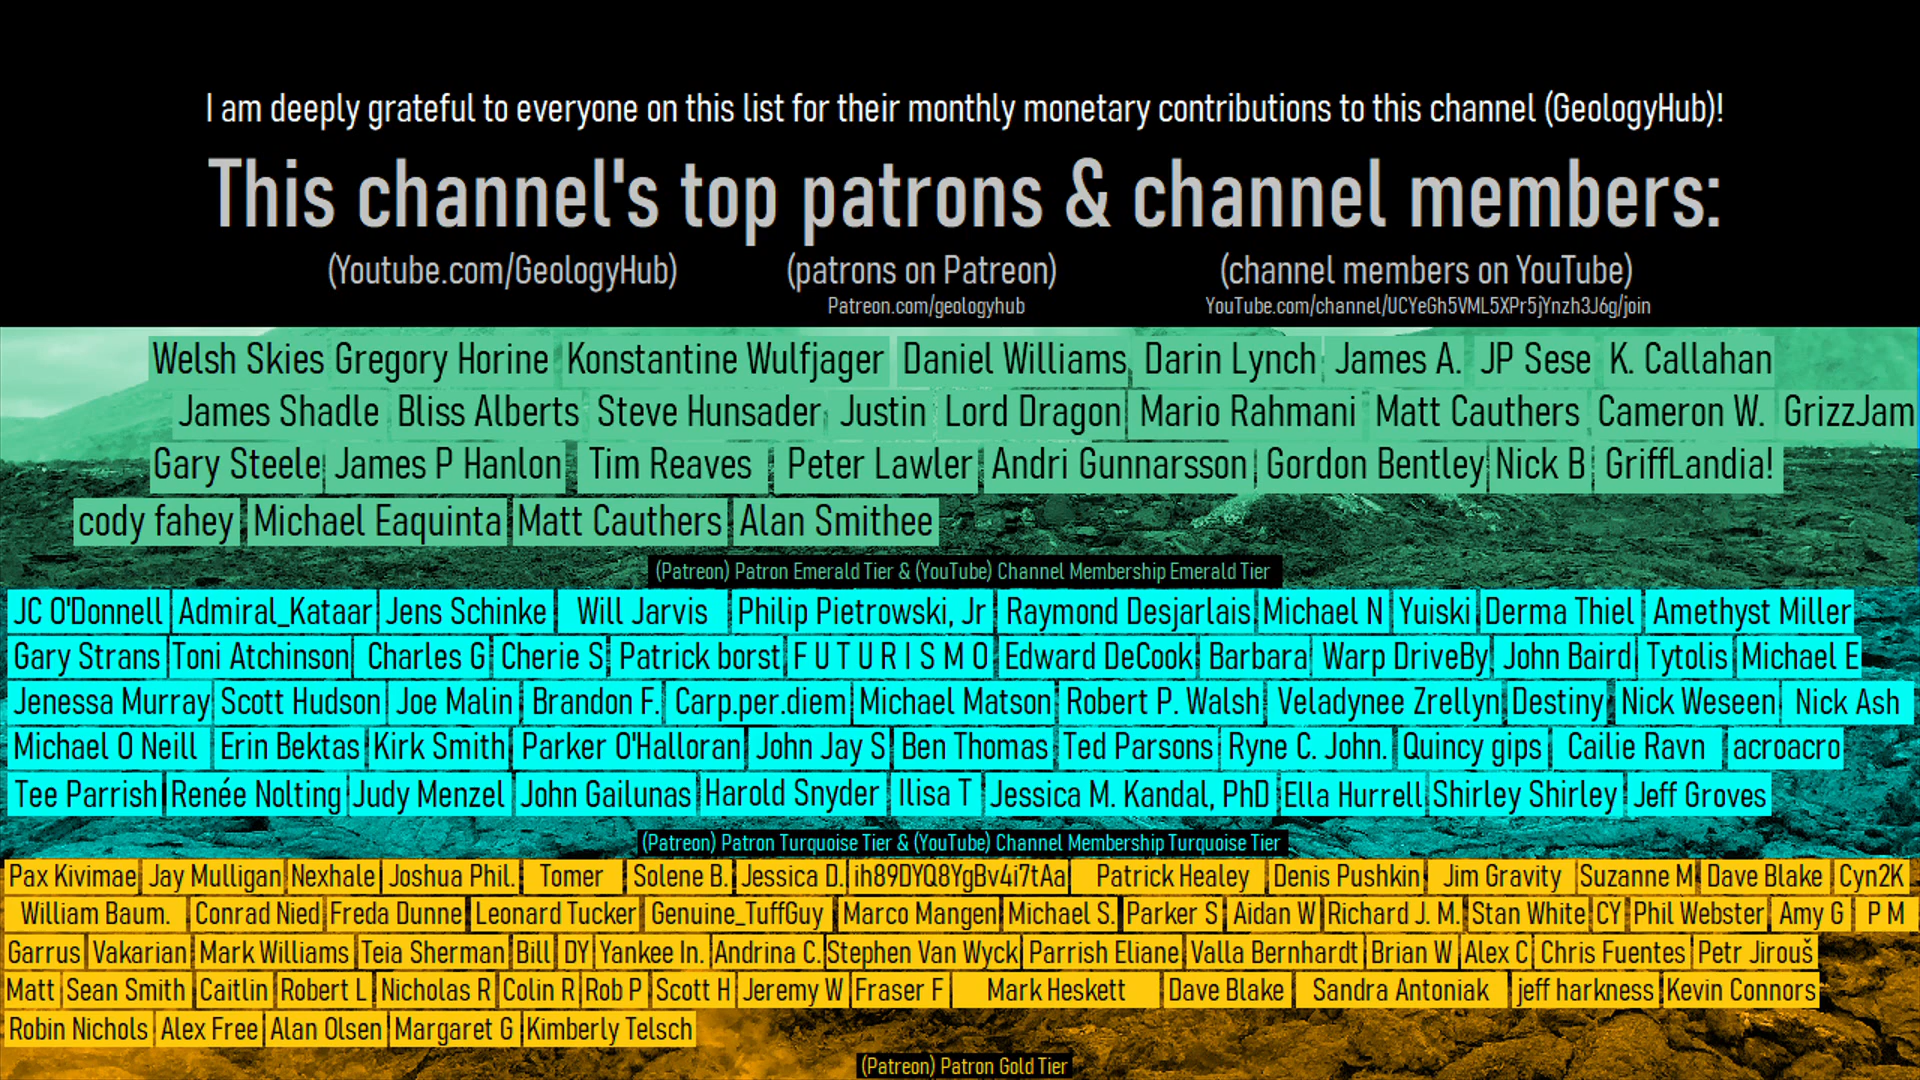 I am deeply grateful to everyone on this list for their monthly monetary contributions to this channel (GeologyHub)!
This channel's top patrons & channel members:
(Youtube.com/GeologyHub) (patrons on Patreon) (channel members on YouTube)
Patreon.com/geologyhub YouTube.com/channel/UCYeGh5VML5XPr5jYnzh3J6g/join
Welsh Skies Gregory Horine Konstantine Wulfjager Daniel Williams Darin Lynch James A. JP Sese K. Callahan
James Shadle Bliss Alberts Steve Hunsader Justin Lord Dragon Mario Rahmani Matt Cauthers Cameron W. GrizzJam
Gary Steele James P Hanlon Tim Reaves Peter Lawler Andri Gunnarsson Gordon Bentley Nick B GriffLandia!
cody fahey Michael Eaquinta Matt Cauthers Alan Smithee
(Patreon) Patron Emerald Tier & (YouTube) Channel Membership Emerald Tier
JC O'Donnell Admiral_Kataar Jens Schinke Will Jarvis Philip Pietrowski, Jr Raymond Desjarlais Michael N Yuiski Derma Thiel Amethyst Miller
Gary Strans Toni Atchinson Charles G Cherie S Patrick borst F U T U R I S M O Edward DeCook Barbara Warp DriveBy John Baird Tytolis Michael E
Jenessa Murray Scott Hudson Joe Malin Brandon F. Carp.per.diem Michael Matson Robert P. Walsh Veladynee Zrellyn Destiny Nick Weseen Nick Ash
Michael O Neill Erin Bektas Kirk Smith Parker O'Halloran John Jay S Ben Thomas Ted Parsons Ryne C. John. Quincy gips Cailie Ravn acroacro
Tee Parrish Renée Nolting Judy Menzel John Gailunas Harold Snyder Ilisa T Jessica M. Kandal, PhD Ella Hurrell Shirley Shirley Jeff Groves
(Patreon) Patron Turquoise Tier & (YouTube) Channel Membership Turquoise Tier
Pax Kivimae Jay Mulligan Nexhale Joshua Phil. Tomer Solene B. Jessica D. ih89DYQ8YgBv4i7tAa Patrick Healey Denis Pushkin Jim Gravity Suzanne M Dave Blake Cyn2K
William Baum. Conrad Nied Freda Dunne Leonard Tucker Genuine_TuffGuy Marco Mangen Michael S. Parker S Aidan W Richard J. M. Stan White CY Phil Webster Amy G P M
Garrus Vakarian Mark Williams Teia Sherman Bill DY Yankee In. Andrina C. Stephen Van Wyck Parrish Eliane Valla Bernhardt Brian W Alex C Chris Fuentes Petr Jirouš
Matt Sean Smith Caitlin Robert L Nicholas R Colin R Rob P Scott H Jeremy W Fraser F Mark Heskett Dave Blake Sandra Antoniak jeff harkness Kevin Connors
Robin Nichols Alex Free Alan Olsen Margaret G Kimberly Telsch
(Patreon) Patron Gold Tier